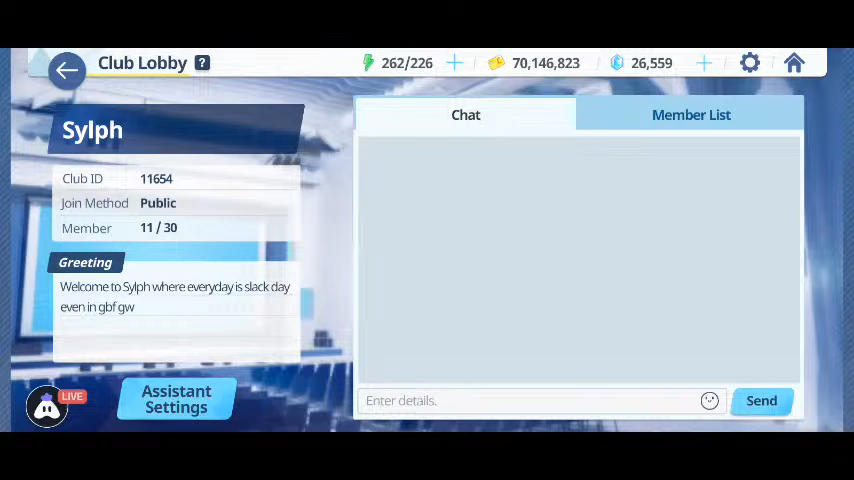 Club Lobby ?
262/226
70,146,823
26,559
Sylph
Club ID 11654
Join Method Public
Member 11 / 30
Greeting
Welcome to Sylph where everyday is slack day
even in gbf gw
LIVE
Assistant
Settings
Chat
Member List
Enter details.
Send